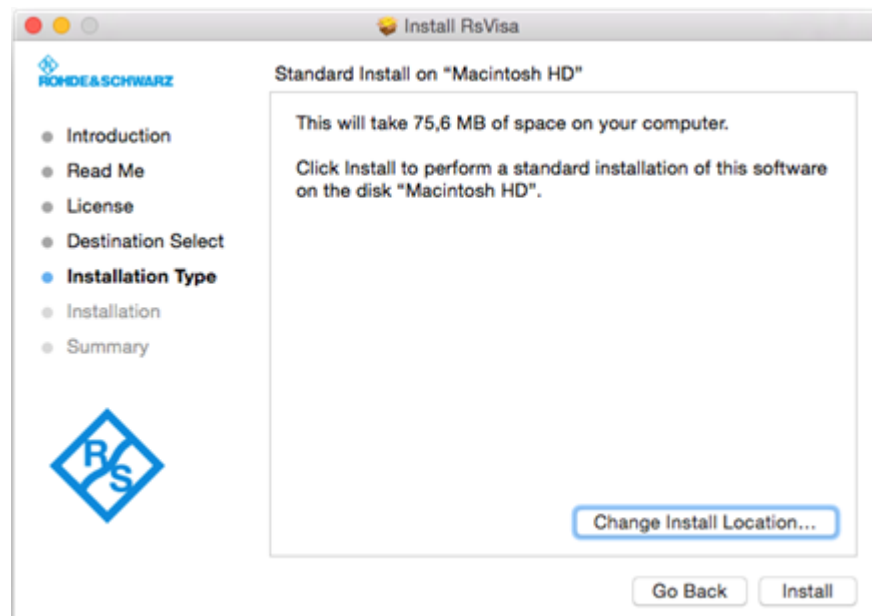 Install RsVisa
ROHDE&SCHWARZ
Standard Install on “Macintosh HD”
Introduction
Read Me
License
Destination Select
Installation Type
Installation
Summary
This will take 75,6 MB of space on your computer.
Click Install to perform a standard installation of this software
on the disk “Macintosh HD”.
R
S
Change Install Location...
Go Back
Install